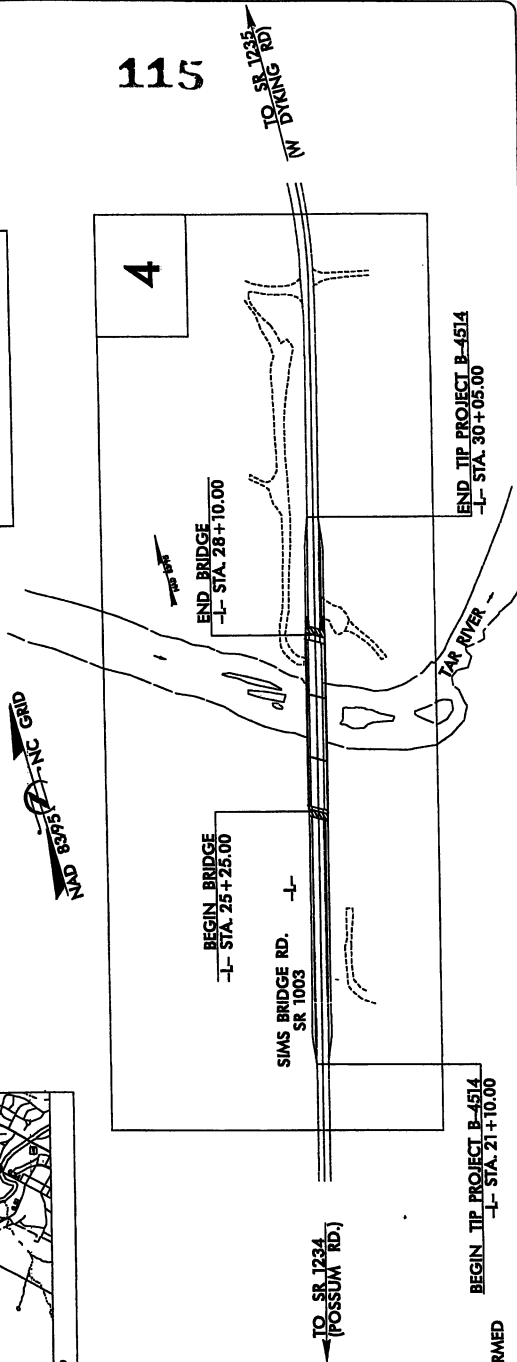 115
TO SR 1235
(W DYKING RD)
4
END TIP PROJECT B-4514
-L- STA. 30+05.00
END BRIDGE
-L- STA. 28+10.00
TAR RIVER
NC GRID
NAD 83/95
BEGIN BRIDGE
-L- STA. 25+25.00
-L-
SIMS BRIDGE RD.
SR 1003
BEGIN TIP PROJECT B-4514
-L- STA. 21+10.00
TO SR 1234
(POSSUM RD.)
RMED